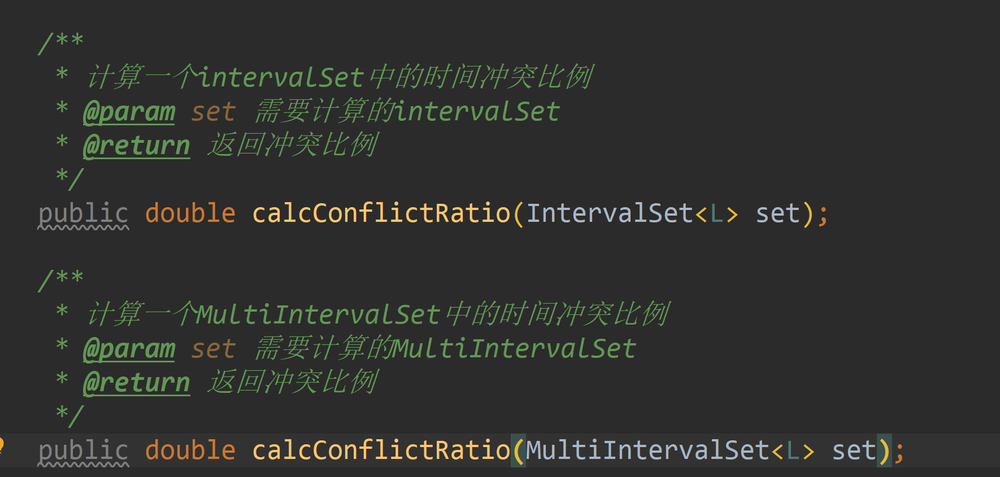 /**
* 计算一个intervalSet中的时间冲突比例
* @param set 需要计算的intervalSet
* @return 返回冲突比例
*/
public double calcConflictRatio(IntervalSet<L> set);
/**
* 计算一个MultiIntervalSet中的时间冲突比例
* @param set 需要计算的MultiIntervalSet
* @return 返回冲突比例
*/
public double calcConflictRatio(MultiIntervalSet<L> set);